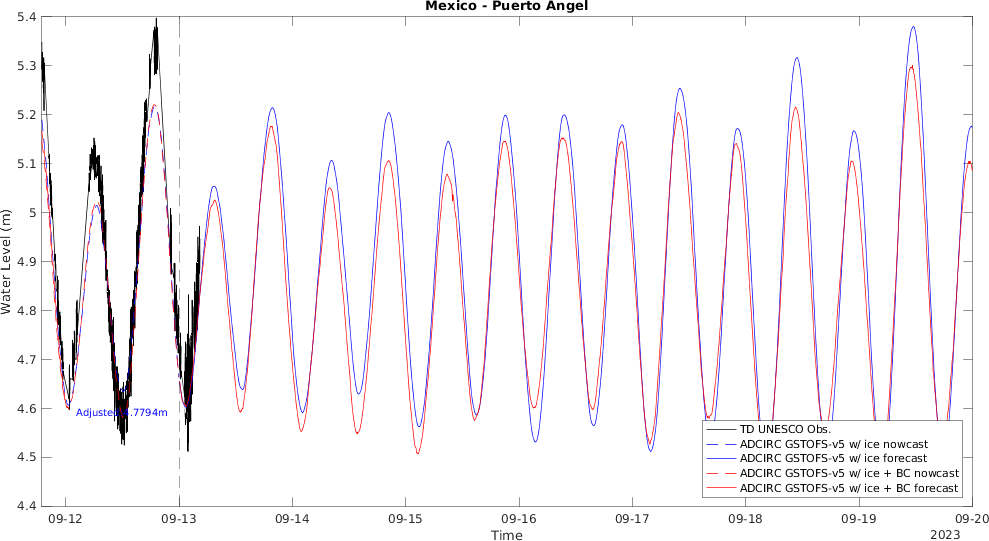 Mexico - Puerto Angel
5.4
5.3
5.2
5.1
5
4.9
4.8
4.7
4.6
4.5
4.4
Water Level (m)
TD UNESCO Obs.
ADCIRC GSTOFS-v5 w/ ice nowcast
ADCIRC GSTOFS-v5 w/ ice forecast
ADCIRC GSTOFS-v5 w/ ice + BC nowcast
ADCIRC GSTOFS-v5 w/ ice + BC forecast
09-12
09-13
09-14
09-15
09-16
09-17
09-18
09-19
09-20
Time
2023